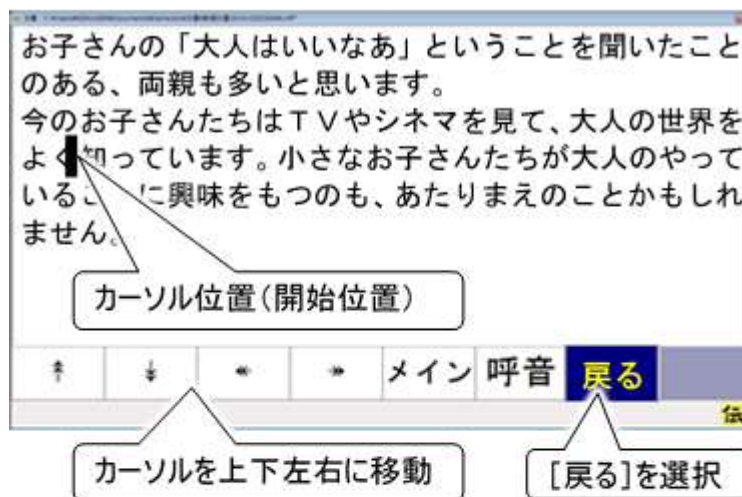 お子さんの「大人はいいなあ」ということを聞いたこと
のある、両親も多いと思います。
今のお子さんたちはＴＶやシネマを見て、大人の世界を
よく知っています。小さなお子さんたちが大人のやって
いるこ に興味をもつのも、あたりまえのことかもしれ
ません。
カーソル位置(開始位置)
メイン 呼音 戻る
伝
カーソルを上下左右に移動
[戻る]を選択